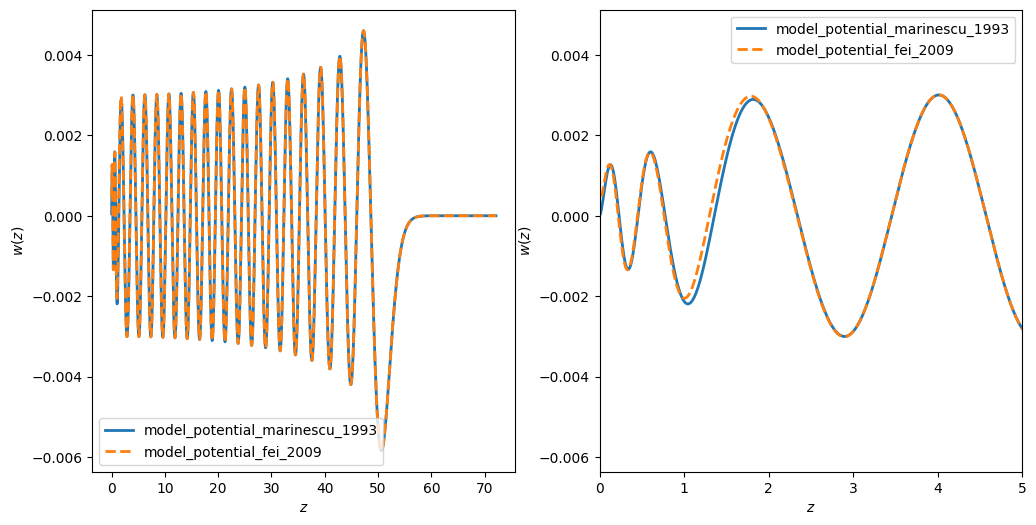 0.004
0.002
0.000
−0.002
−0.004
−0.006
w(z)
model_potential_marinescu_1993
model_potential_fei_2009
0 10 20 30 40 50 60 70
z
model_potential_marinescu_1993
model_potential_fei_2009
0.004
0.002
0.000
−0.002
−0.004
−0.006
w(z)
0 1 2 3 4 5
z